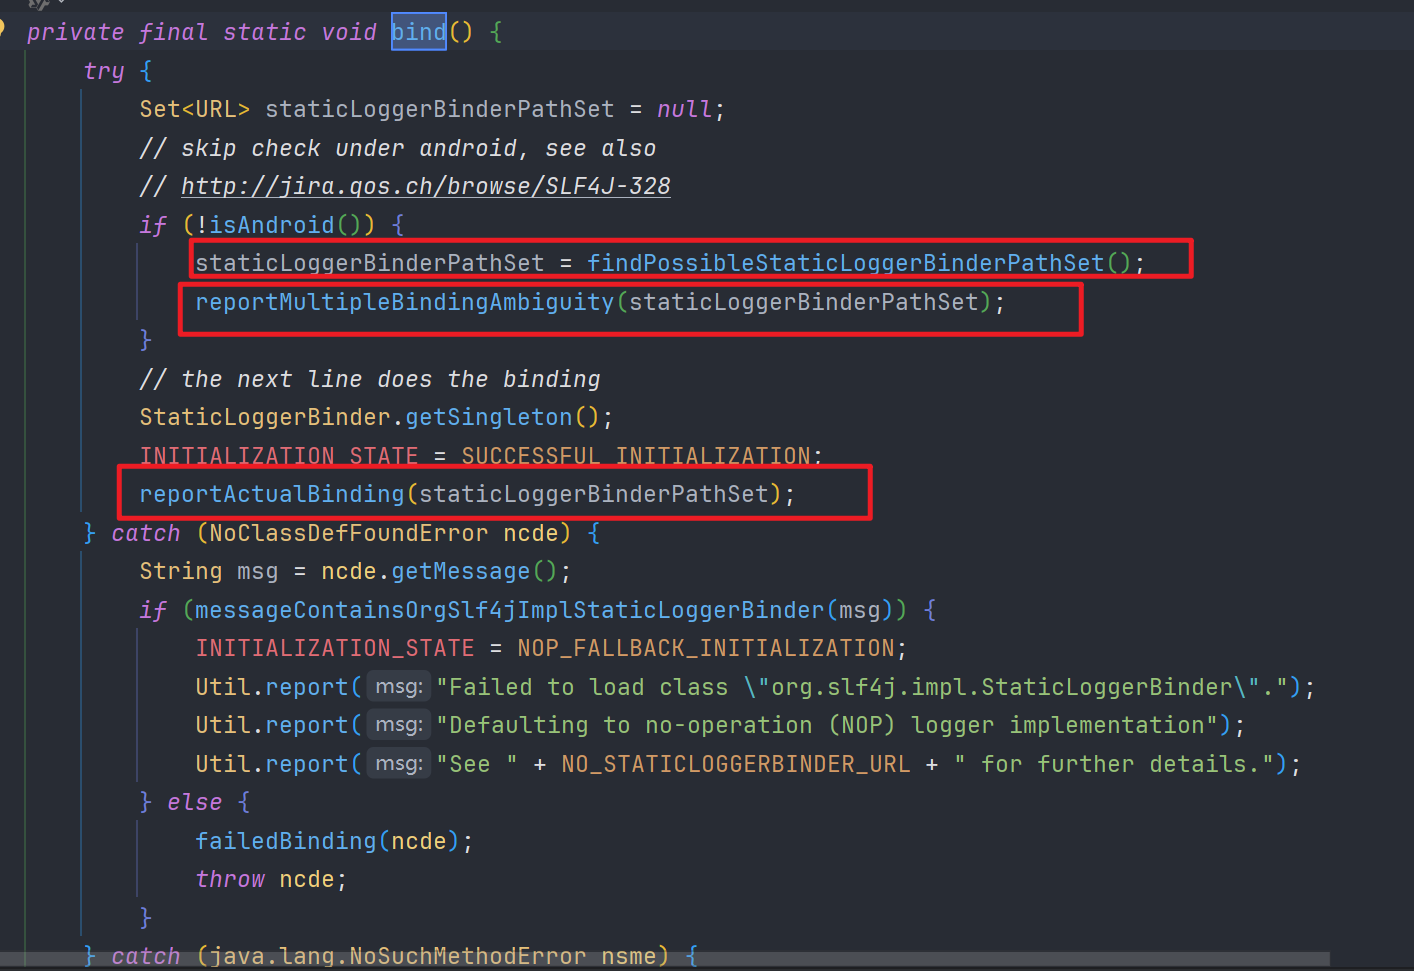 private final static void bind() {
try {
Set<URL> staticLoggerBinderPathSet = null;
// skip check under android, see also
// http://jira.qos.ch/browse/SLF4J-328
if (!isAndroid()) {
staticLoggerBinderPathSet = findPossibleStaticLoggerBinderPathSet();
reportMultipleBindingAmbiguity(staticLoggerBinderPathSet);
}
// the next line does the binding
StaticLoggerBinder.getSingleton();
INITIALIZATION_STATE = SUCCESSFUL_INITIALIZATION;
reportActualBinding(staticLoggerBinderPathSet);
} catch (NoClassDefFoundError ncde) {
String msg = ncde.getMessage();
if (messageContainsOrgSlf4jImplStaticLoggerBinder(msg)) {
INITIALIZATION_STATE = NOP_FALLBACK_INITIALIZATION;
Util.report( msg: "Failed to load class \"org.slf4j.impl.StaticLoggerBinder\".");
Util.report( msg: "Defaulting to no-operation (NOP) logger implementation");
Util.report( msg: "See " + NO_STATICLOGGERBINDER_URL + " for further details.");
} else {
failedBinding(ncde);
throw ncde;
}
} catch (java.lang.NoSuchMethodError nsme) {